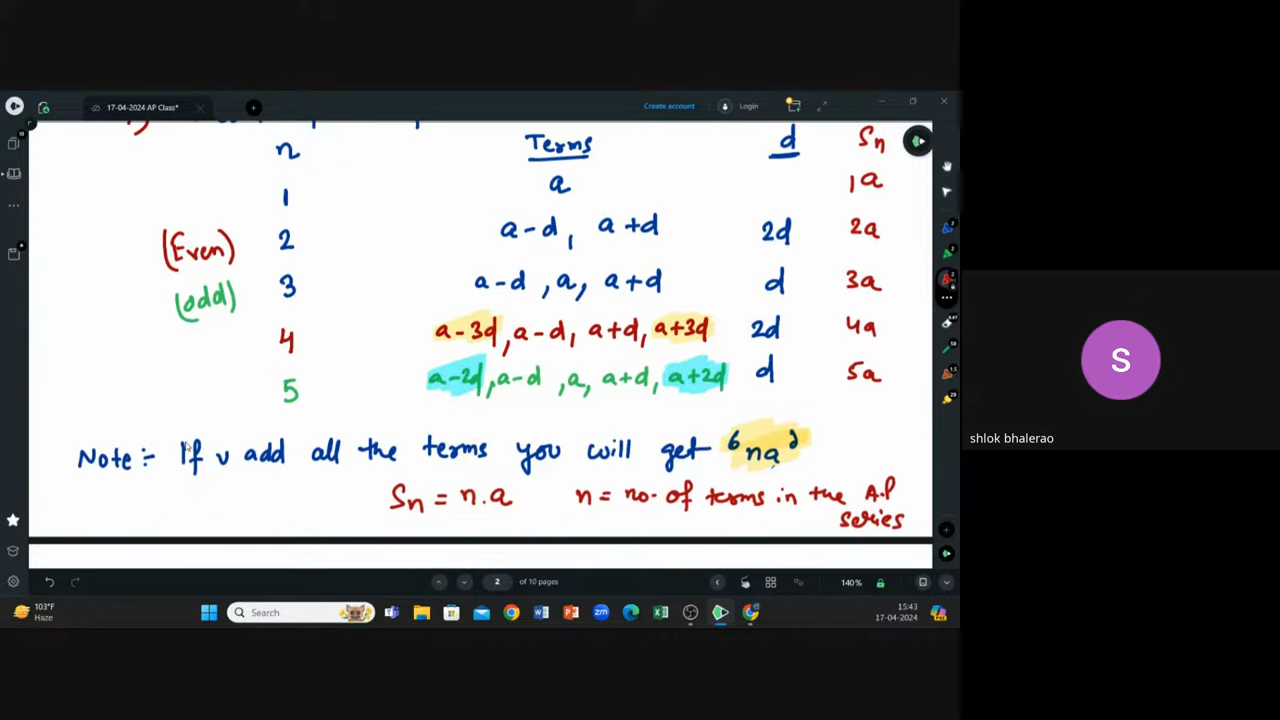 17-04-2024 AP Class*
Create account
Login
n Terms d Sn
1 a 1a
(Even) 2 a-d, a+d 2d 2a
(odd) 3 a-d, a, a+d d 3a
4 a-3d, a-d, a+d, a+3d 2d 4a
5 a-2d, a-d, a, a+d, a+2d d 5a
Note:- If v add all the terms you will get "na"
Sn = n.a n = no. of terms in the A.P
series
S
shlok bhalerao
2 of 10 pages
140%
103°F
Haze
Search
15:43
17-04-2024